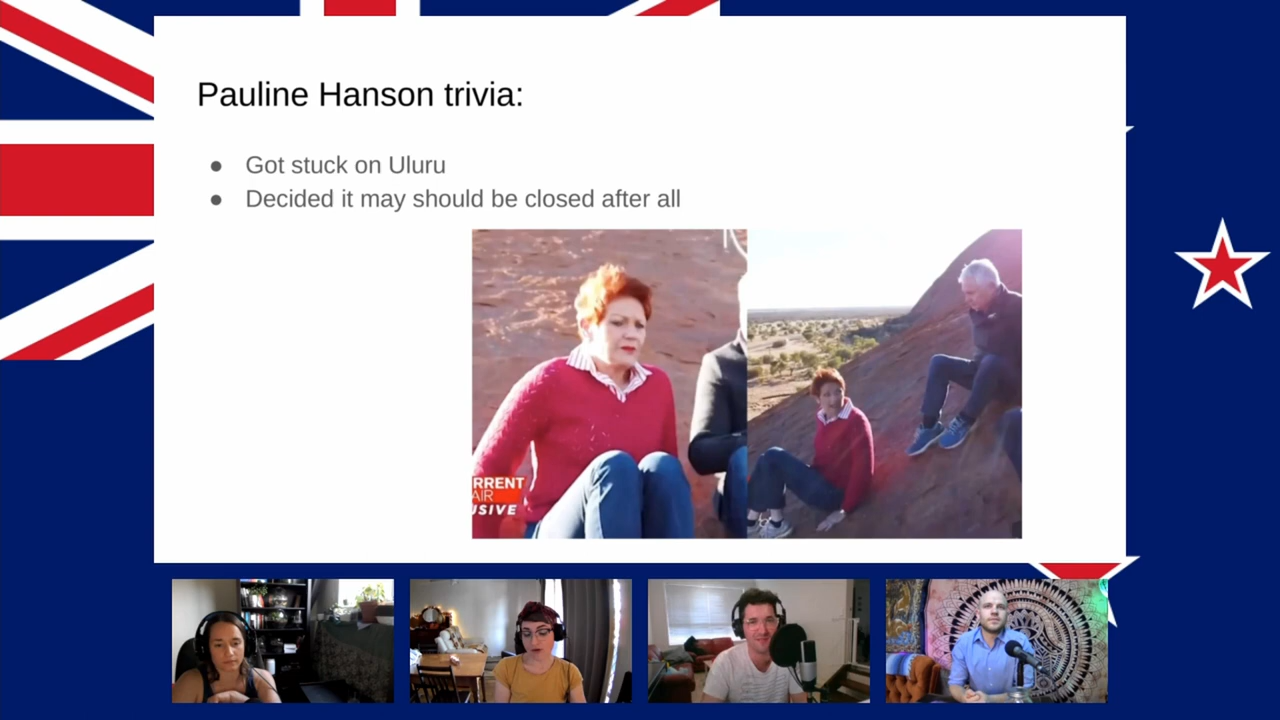 Pauline Hanson trivia:
● Got stuck on Uluru
● Decided it may should be closed after all
RRENT
AIR
USIVE